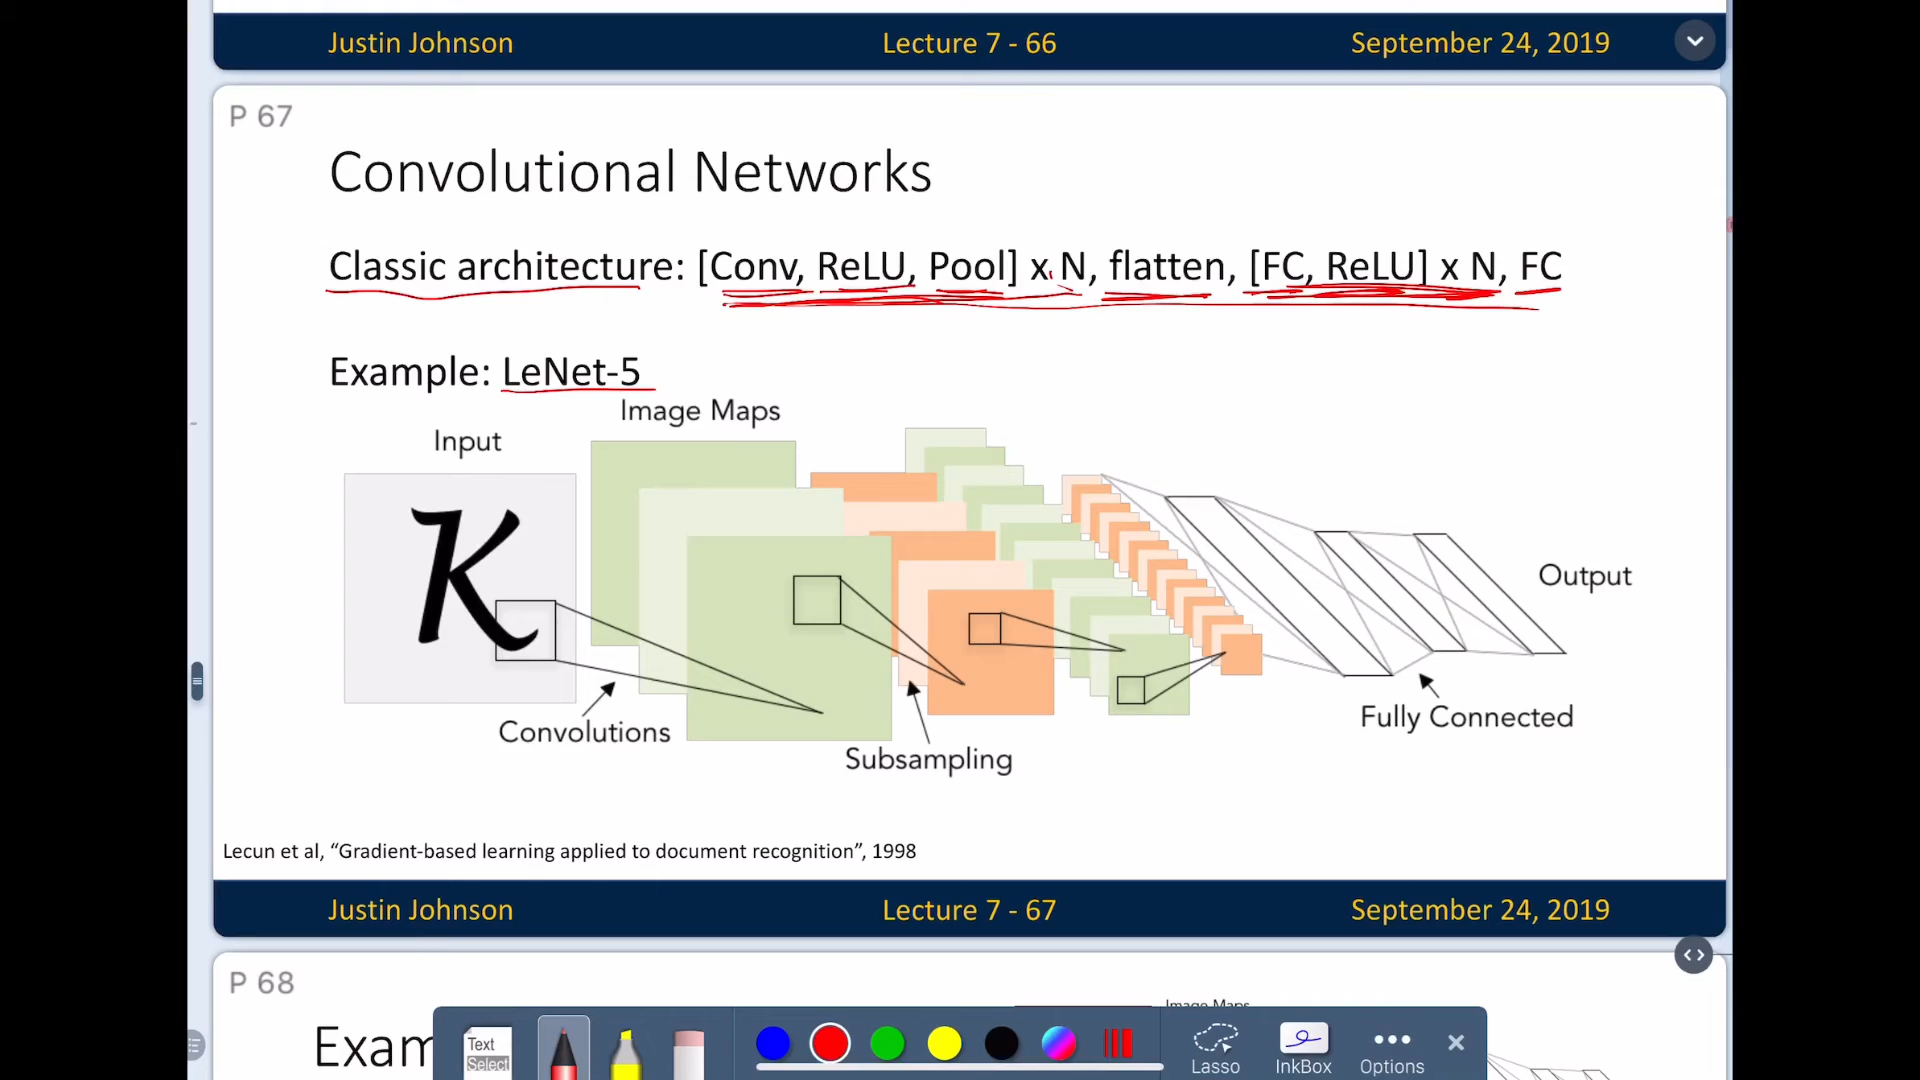 Justin Johnson Lecture 7 - 66 September 24, 2019
P 67
Convolutional Networks
Classic architecture: [Conv, ReLU, Pool] x N, flatten, [FC, ReLU] x N, FC
Example: LeNet-5
Image Maps
Input
K
Output
Convolutions
Fully Connected
Subsampling
Lecun et al, “Gradient-based learning applied to document recognition”, 1998
Justin Johnson Lecture 7 - 67 September 24, 2019
P 68
Image Maps
Exam
Text
Select
Lasso InkBox Options